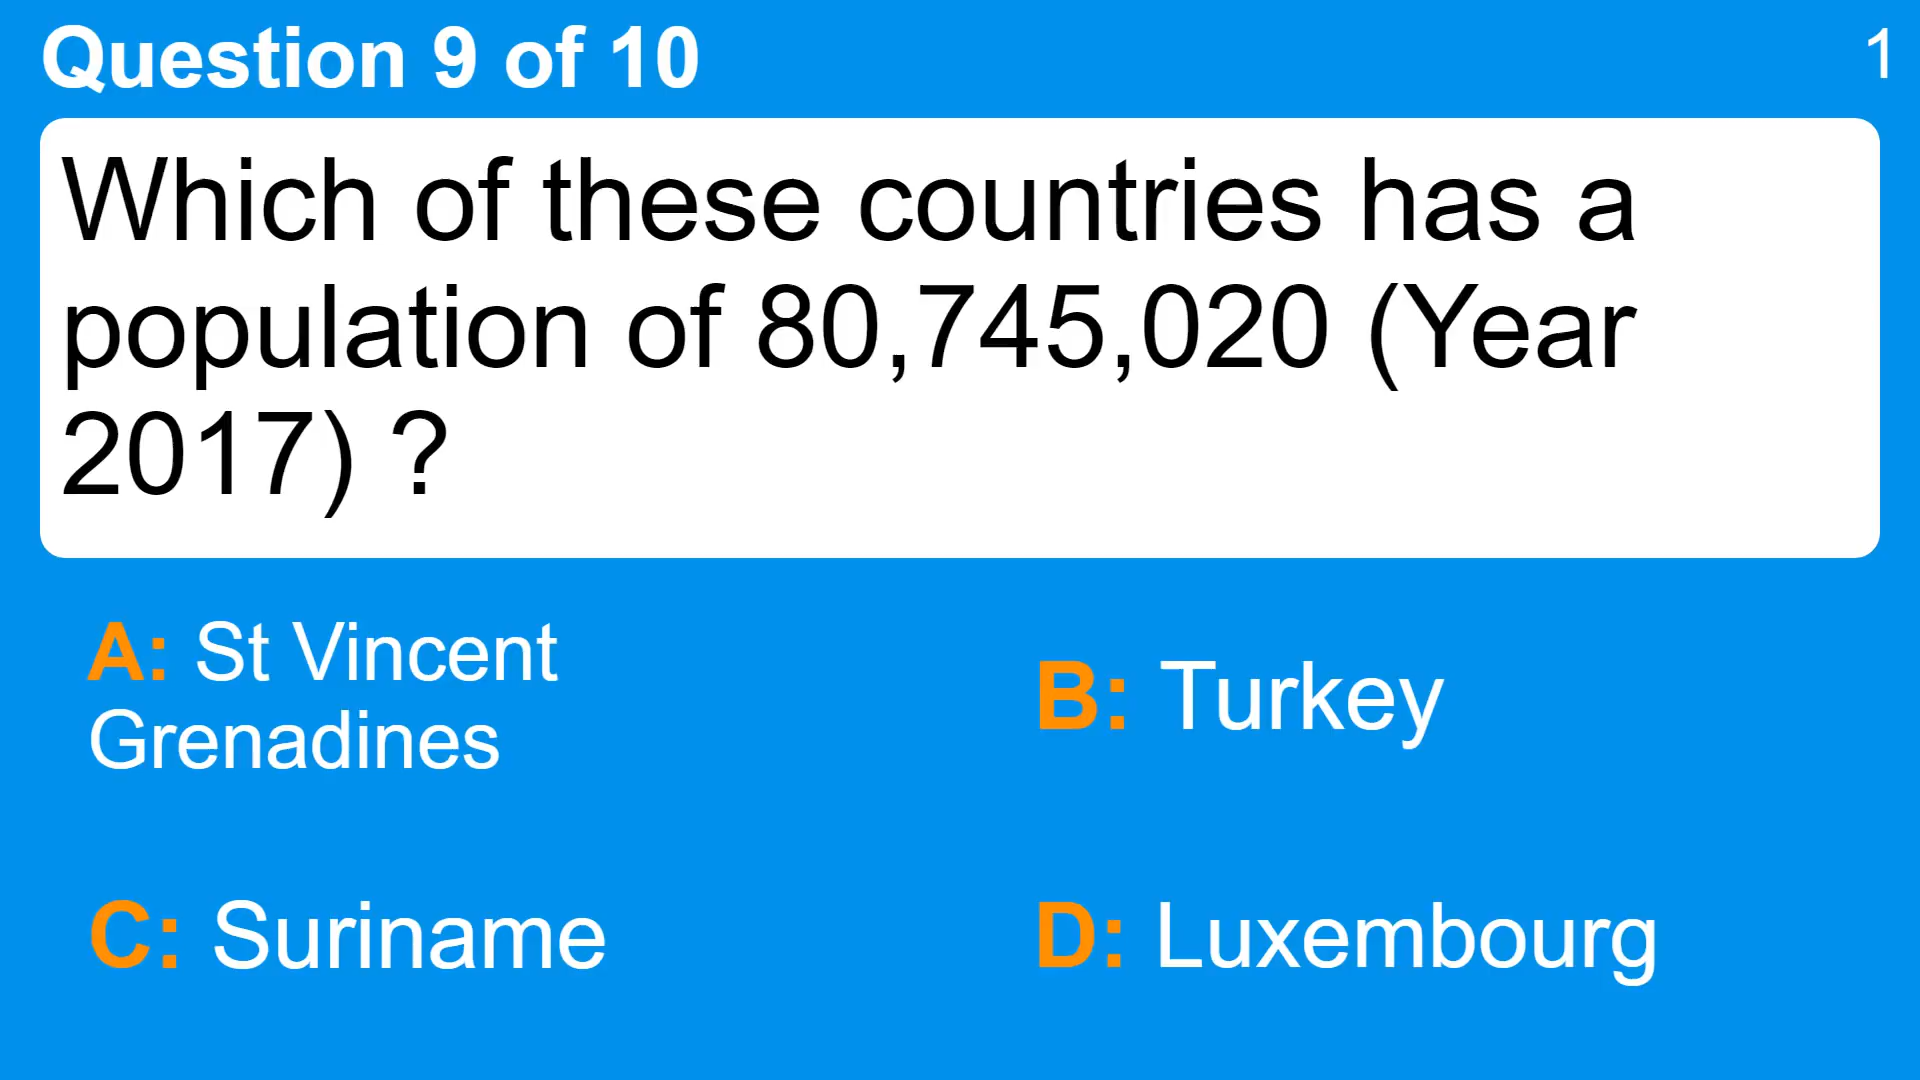 Question 9 of 10
1
Which of these countries has a
population of 80,745,020 (Year
2017) ?
A: St Vincent
Grenadines
B: Turkey
C: Suriname
D: Luxembourg